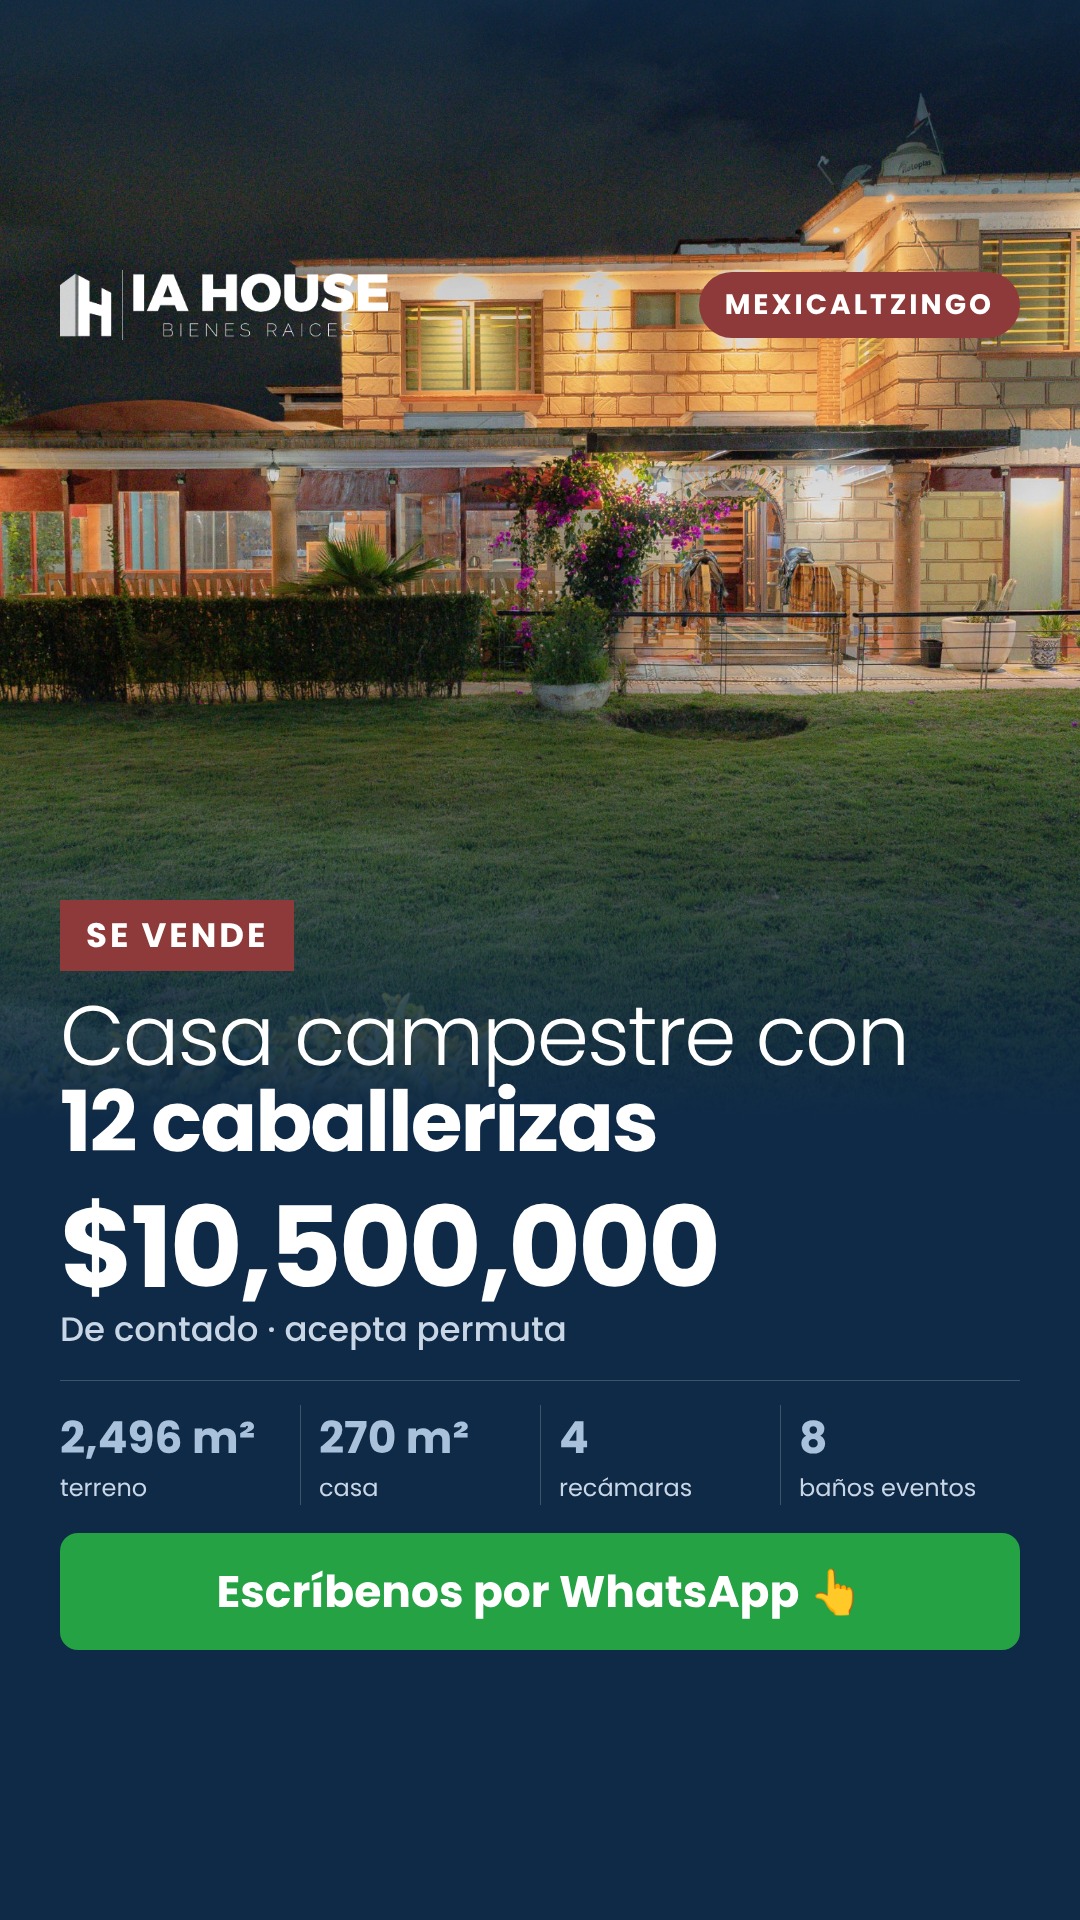 IA HOUSE
BIENES RAICES
MEXICALTZINGO
SE VENDE
Casa campestre con
12 caballerizas
$10,500,000
De contado · acepta permuta
2,496 m²
terreno
270 m²
casa
4
recámaras
8
baños eventos
Escríbenos por WhatsApp 👆